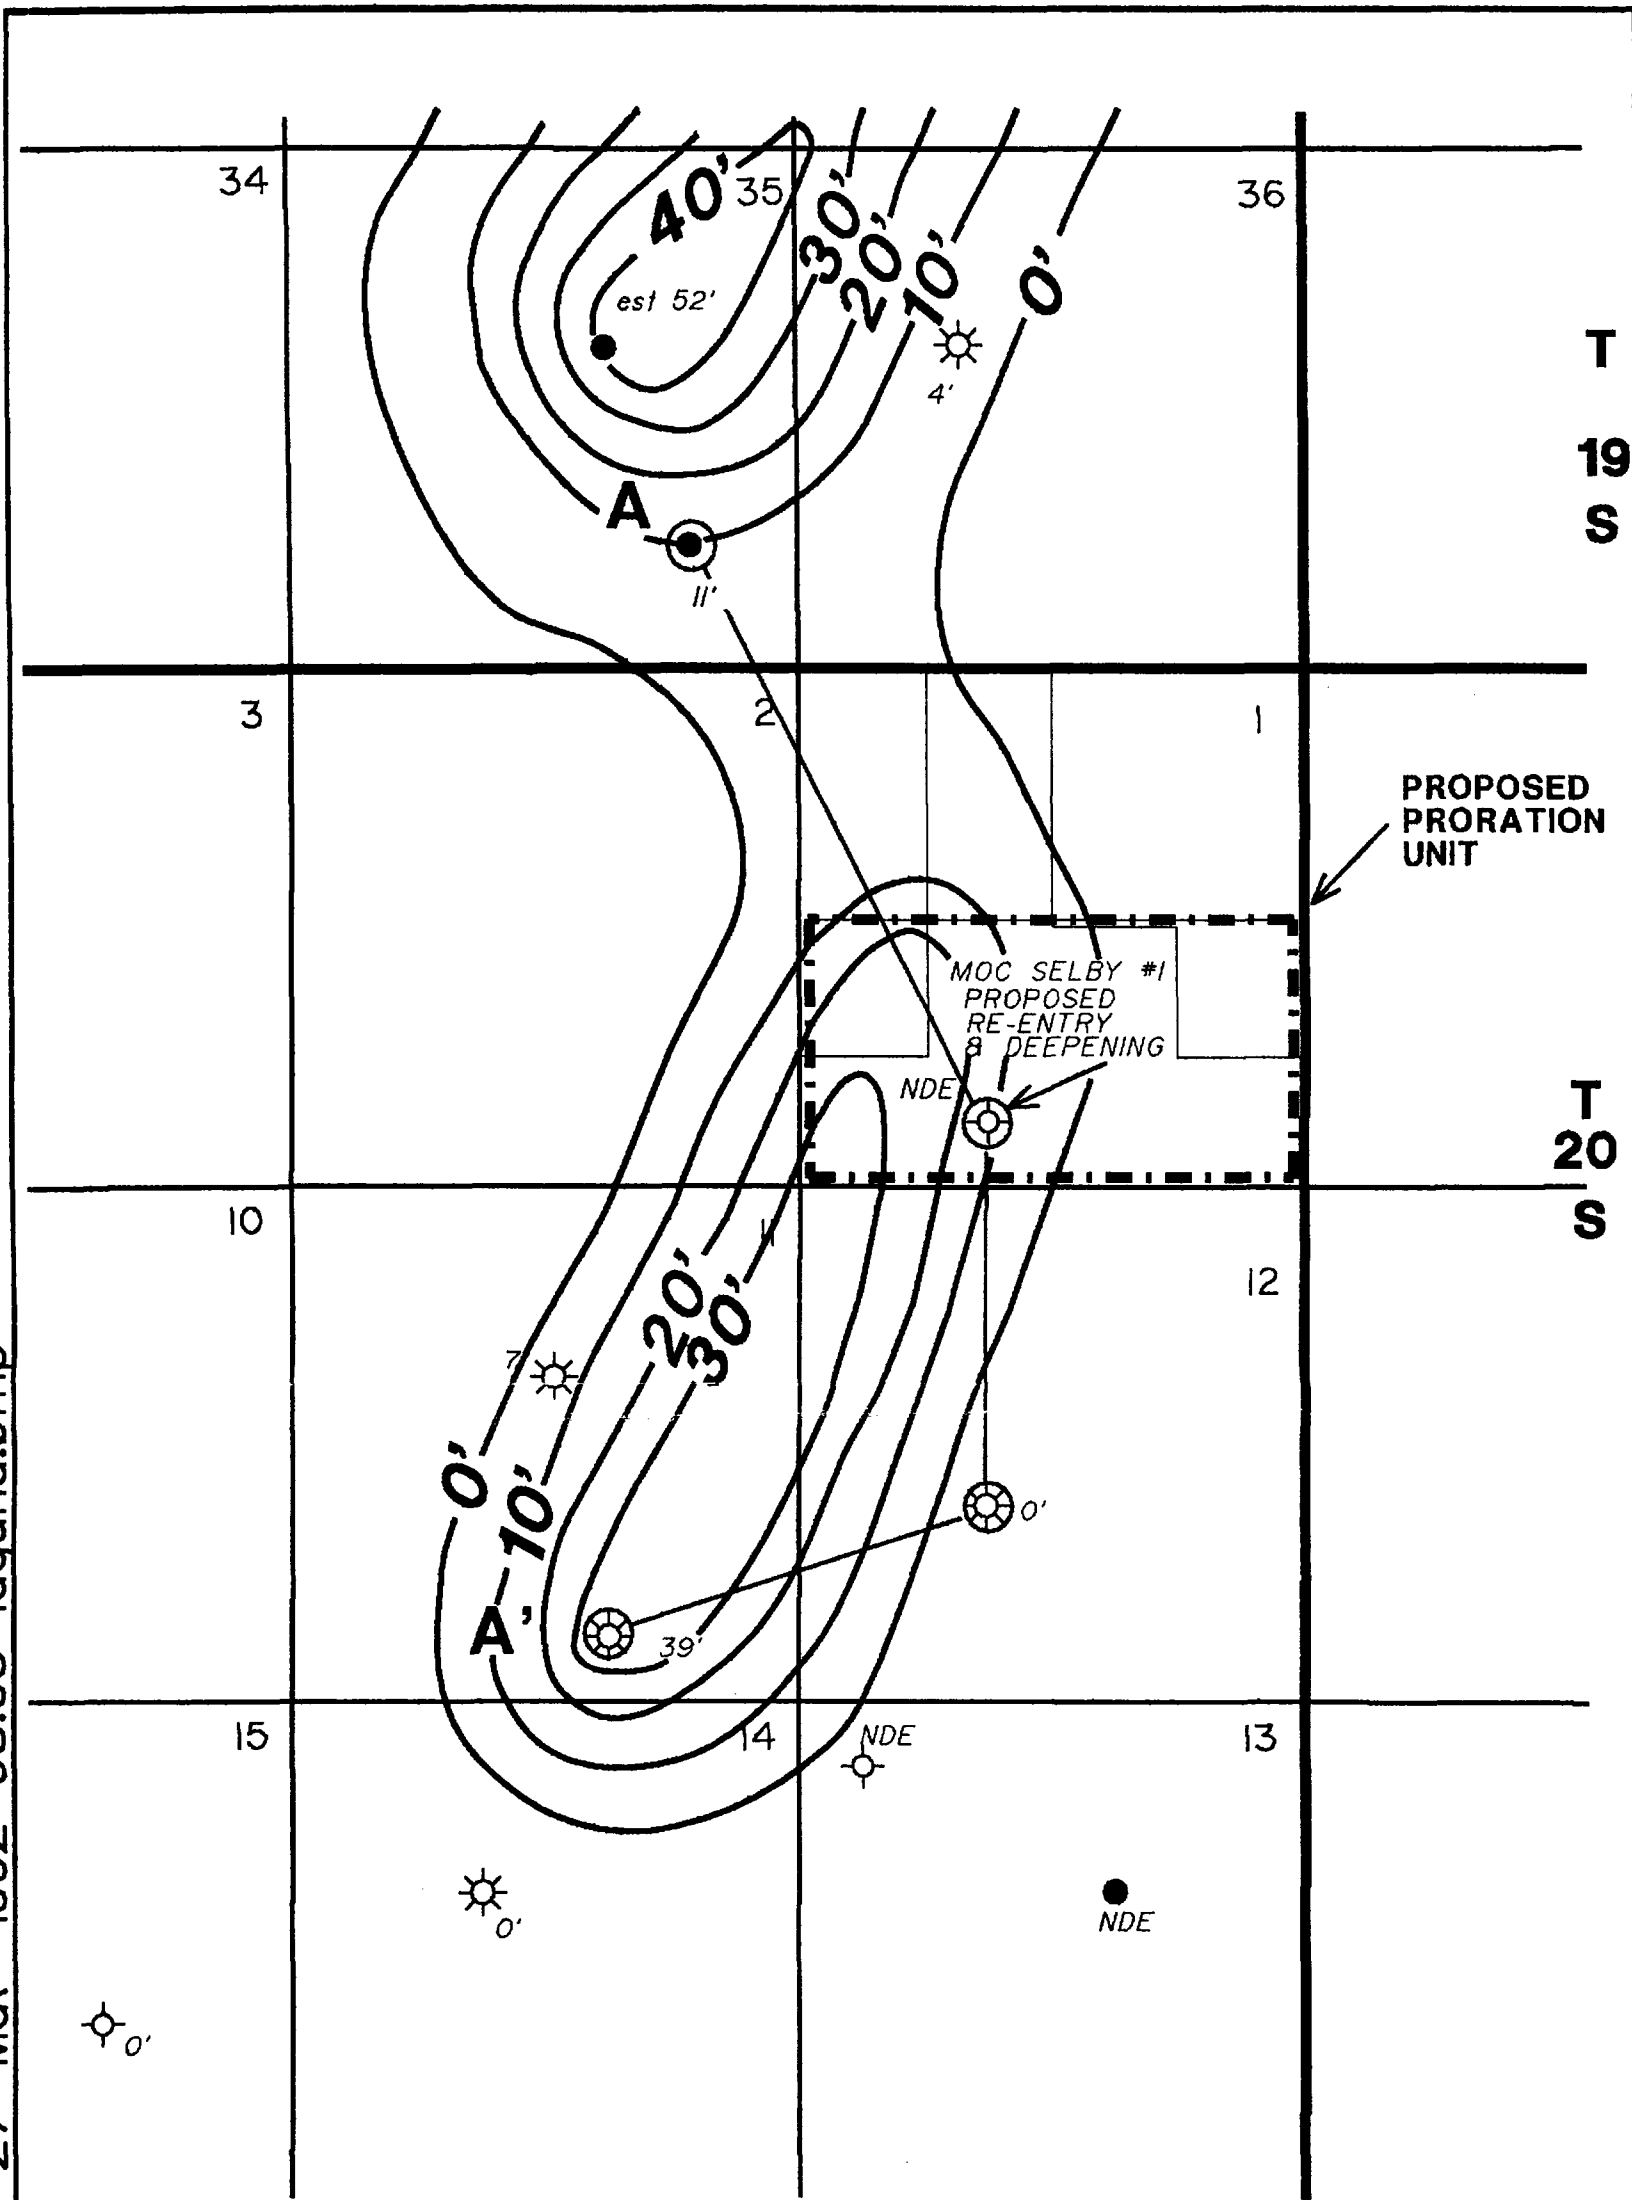 34
35
36
40'
30'
20'
10'
0'
est 52'
4'
T
19
S
A
11'
3
2
1
PROPOSED
PRORATION
UNIT
MOC SELBY #1
PROPOSED
RE-ENTRY
& DEEPENING
NDE
T
20
S
10
11
12
20'
30'
7'
0'
10'
0'
A'
39'
15
14
13
NDE
0'
NDE
0'